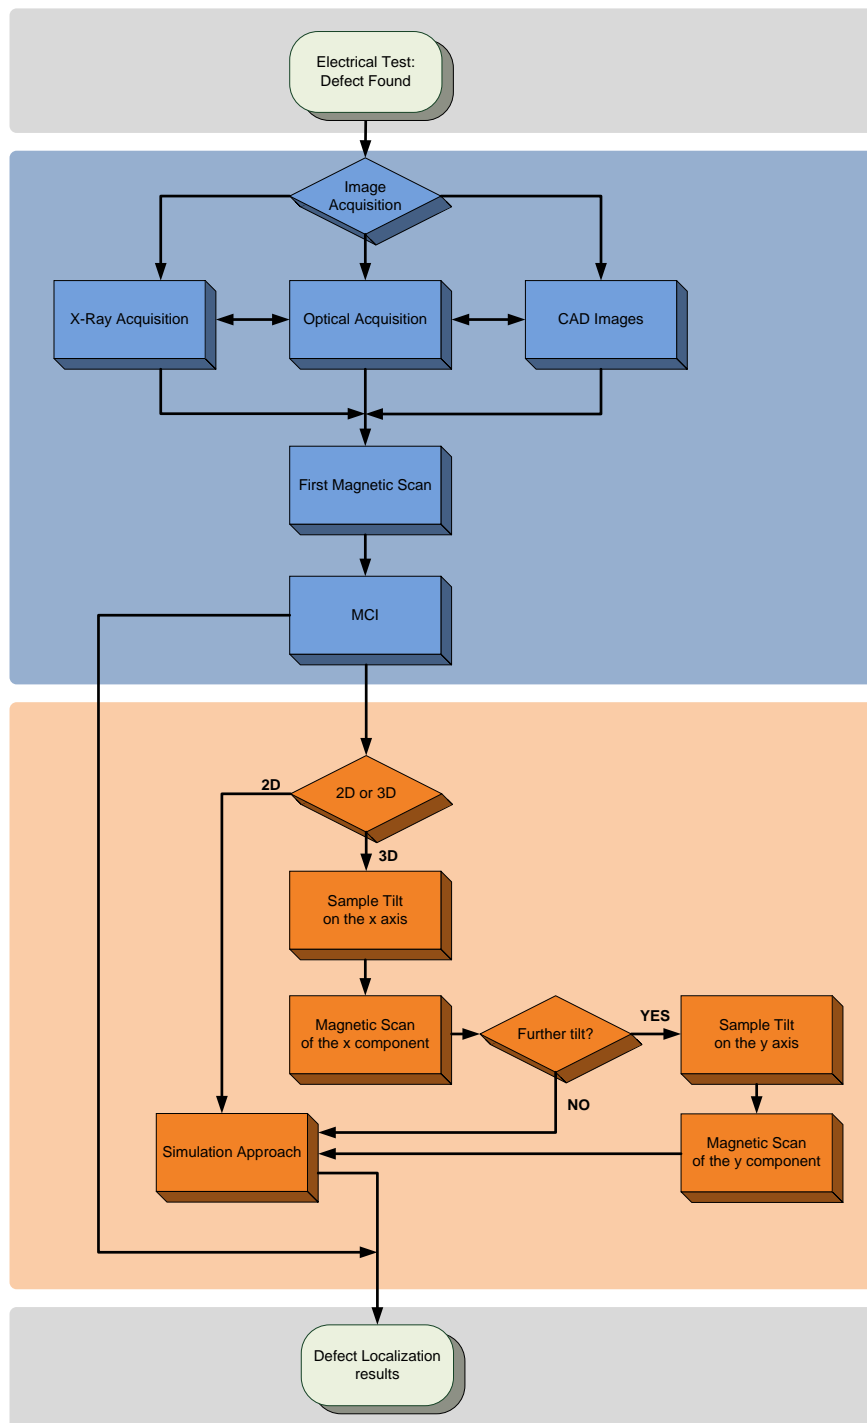 Electrical Test:
Defect Found
Image
Acquisition
X-Ray Acquisition
Optical Acquisition
CAD Images
First Magnetic Scan
MCI
2D
2D or 3D
3D
Sample Tilt
on the x axis
Magnetic Scan
of the x component
Further tilt?
YES
Sample Tilt
on the y axis
NO
Simulation Approach
Magnetic Scan
of the y component
Defect Localization
results